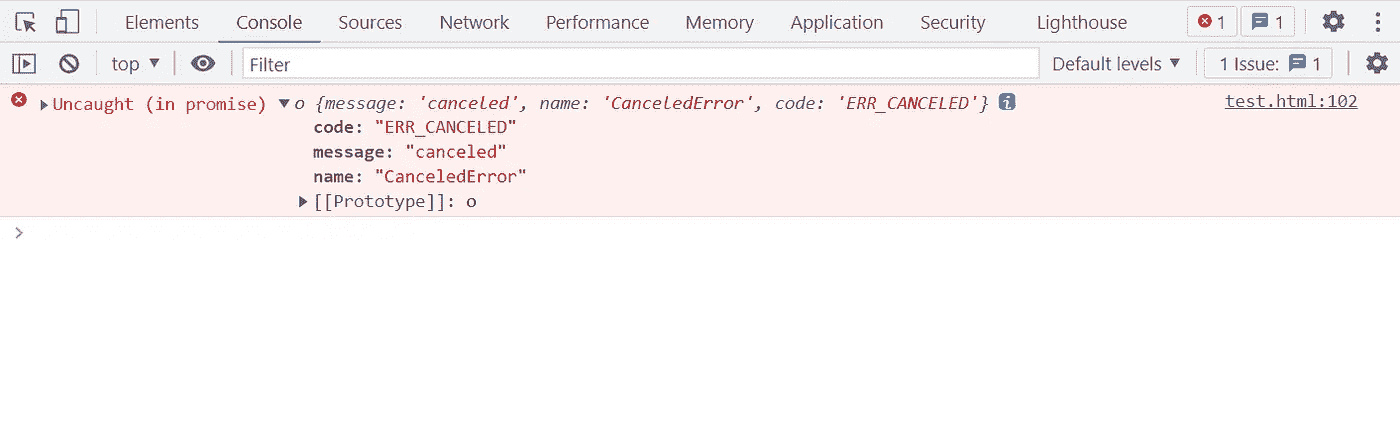 Elements Console Sources Network Performance Memory Application Security Lighthouse 1 1
top Filter Default levels 1 Issue: 1
Uncaught (in promise) o {message: 'canceled', name: 'CanceledError', code: 'ERR_CANCELED'} i test.html:102
code: "ERR_CANCELED"
message: "canceled"
name: "CanceledError"
[[Prototype]]: o